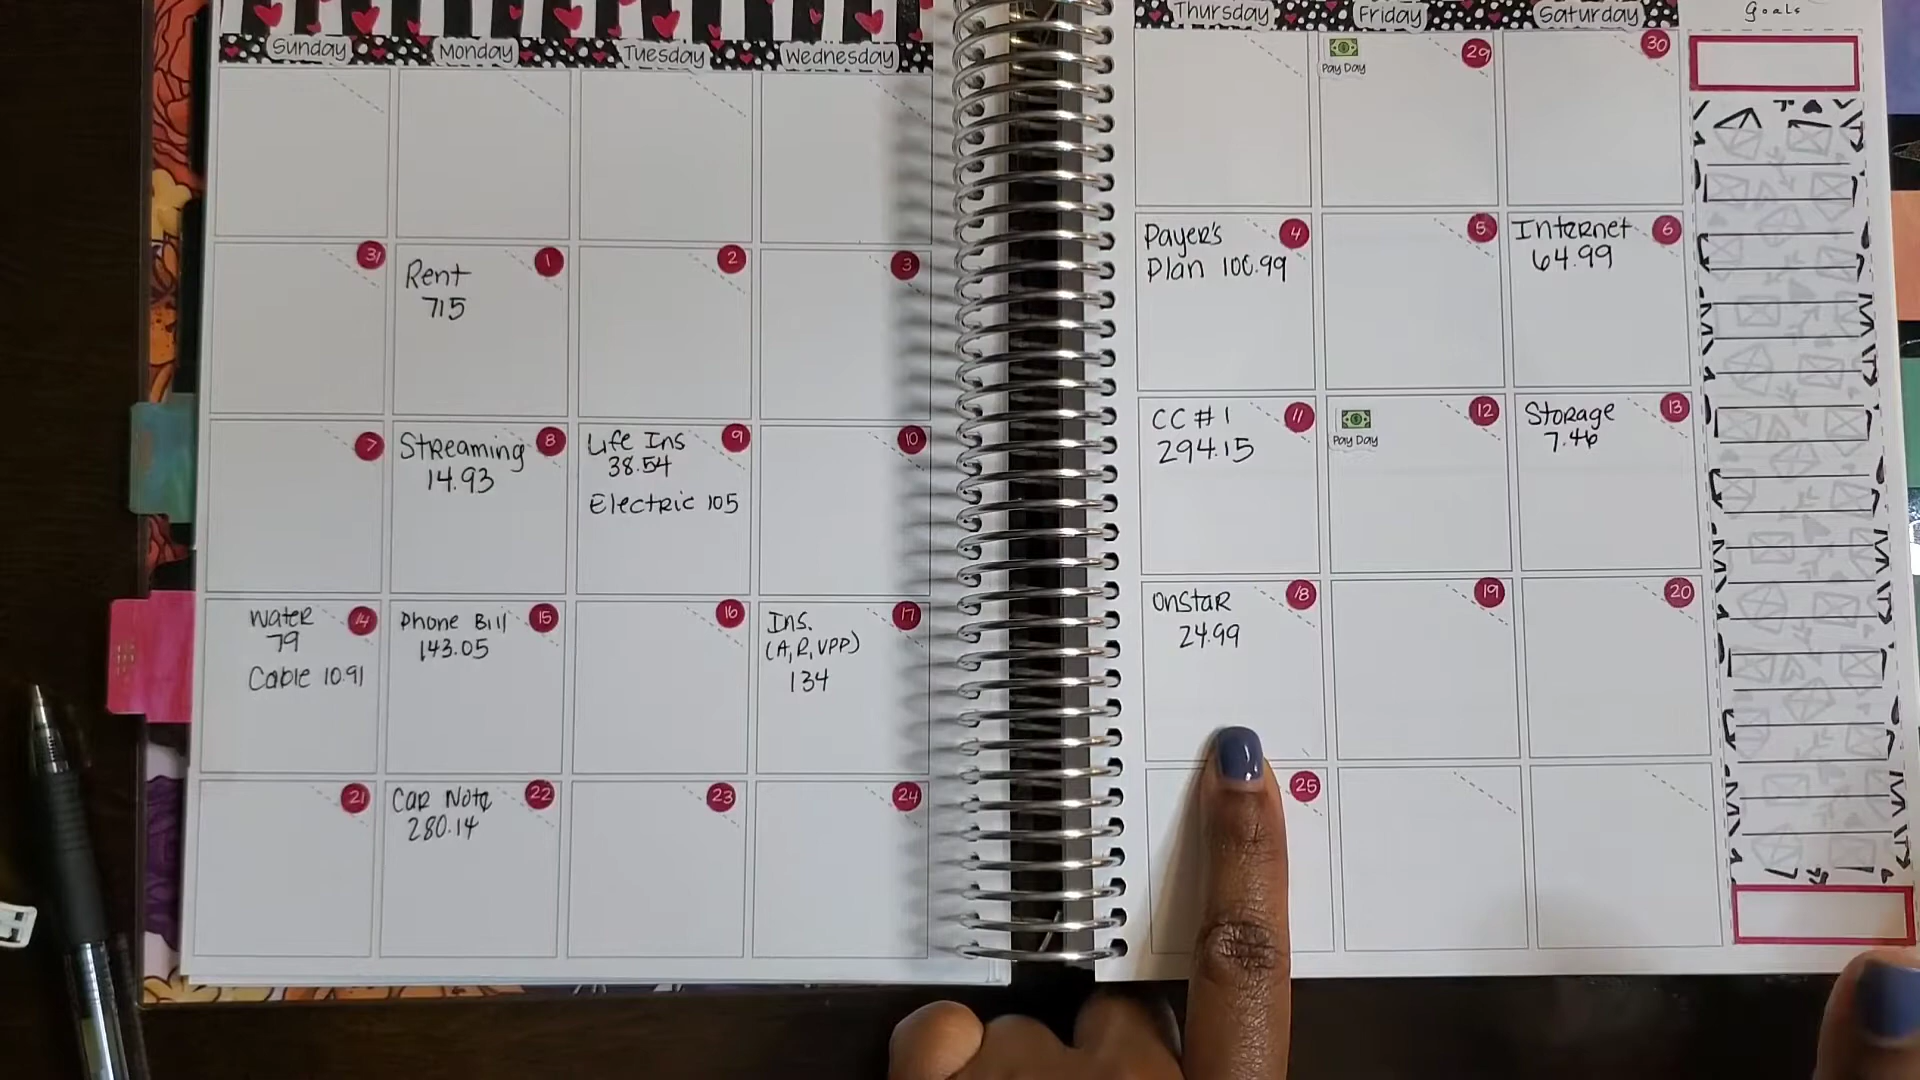 Sunday Monday Tuesday Wednesday
31
1
Rent
715
2
3
7
Streaming 8
14.93
Life Ins 9
38.54
Electric 105
10
Water 14
79
Cable 10.91
Phone Bill 15
143.05
16
Ins. 17
(A, R, VPP)
134
21
Car Note 22
280.14
23
24
Thursday Friday Saturday
Goals
29
Pay Day
30
Payer's 4
Plan 100.99
5
Internet 6
64.99
CC #1 11
294.15
12
Pay Day
Storage 13
7.46
OnStar 18
24.99
19
20
25